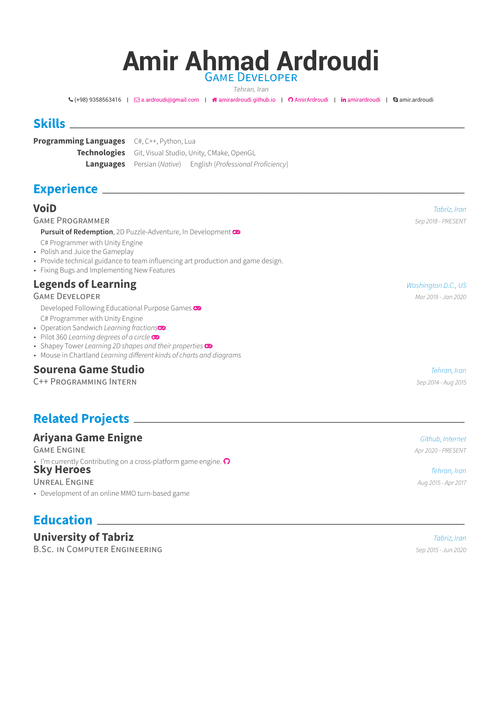 Amir Ahmad Ardroudi
Game Developer
Tehran, Iran
(+98) 9358563416 | a.ardroudi@gmail.com | amirardroudi.github.io | AmirArdroudi | amirardroudi | amir.darroudi
Skills
Programming Languages C#, C++, Python, Lua
Technologies Git, Visual Studio, Unity, CMake, OpenGL
Languages Persian (Native) English (Professional Proficiency)
Experience
VoiD Tabriz, Iran
Game Programmer Sep 2018 - PRESENT
Pursuit of Redemption, 2D Puzzle-Adventure, In Development
C# Programmer with Unity Engine
• Polish and Juice the Gameplay
• Provide technical guidance to team influencing art production and game design.
• Fixing Bugs and Implementing New Features
Legends of Learning Washington D.C., US
Game Developer Mar 2019 - Jan 2020
Developed Following Educational Purpose Games
C# Programmer with Unity Engine
• Operation Sandwich Learning fractions
• Pilot 360 Learning degrees of a circle
• Shapey Tower Learning 2D shapes and their properties
• Mouse in Chartland Learning different kinds of charts and diagrams
Sourena Game Studio Tehran, Iran
C++ Programming Intern Sep 2014 - Aug 2015
Related Projects
Ariyana Game Enigne Github, Internet
Game Engine Apr 2020 - PRESENT
• I'm currently Contributing on a cross-platform game engine.
Sky Heroes Tehran, Iran
Unreal Engine Aug 2015 - Apr 2017
• Development of an online MMO turn-based game
Education
University of Tabriz Tabriz, Iran
B.Sc. in Computer Engineering Sep 2015 - Jun 2020